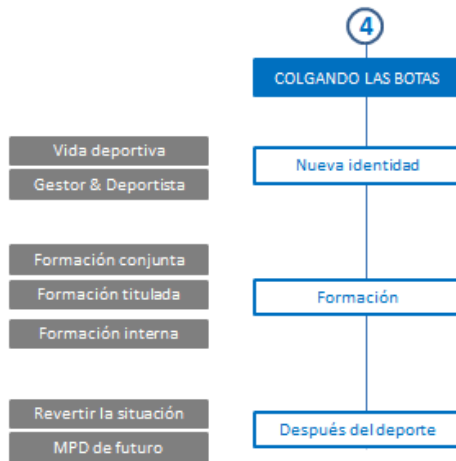 4
COLGANDO LAS BOTAS
Vida deportiva
Gestor & Deportista
Nueva identidad
Formación conjunta
Formación titulada
Formación interna
Formación
Revertir la situación
MPD de futuro
Después del deporte